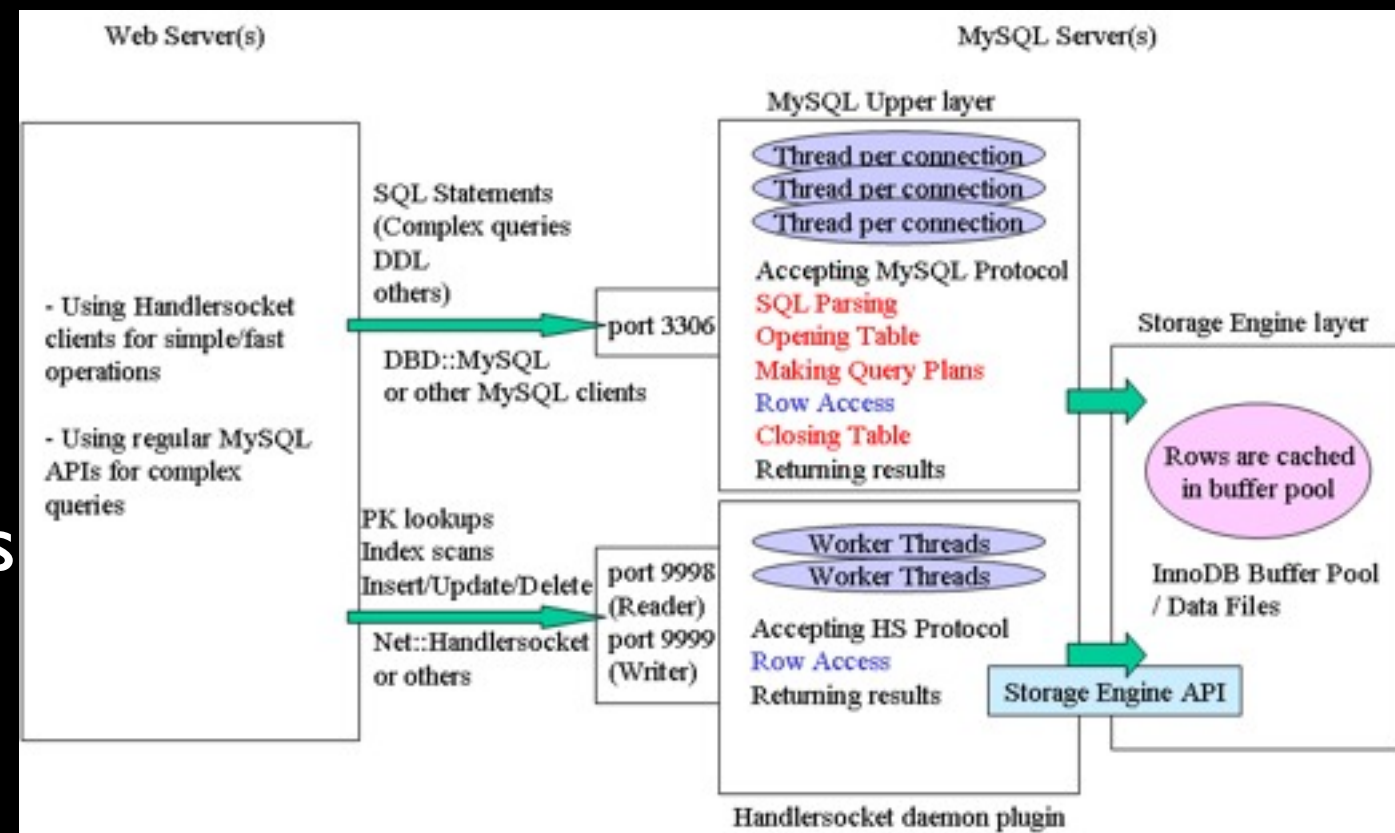 Web Server(s)
MySQL Server(s)
- Using Handlersocket
clients for simple/fast
operations
- Using regular MySQL
APIs for complex
queries
s
SQL Statements
(Complex queries
DDL
others)
DBD::MySQL
or other MySQL clients
port 3306
PK lookups
Index scans
Insert/Update/Delete
Net::Handlersocket
or others
port 9998
(Reader)
port 9999
(Writer)
MySQL Upper layer
Thread per connection
Thread per connection
Thread per connection
Accepting MySQL Protocol
SQL Parsing
Opening Table
Making Query Plans
Row Access
Closing Table
Returning results
Worker Threads
Worker Threads
Accepting HS Protocol
Row Access
Returning results
Storage Engine API
Handlersocket daemon plugin
Storage Engine layer
Rows are cached
in buffer pool
InnoDB Buffer Pool
/ Data Files